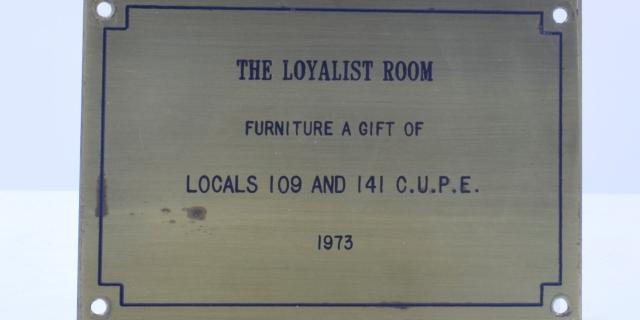 THE LOYALIST ROOM
FURNITURE A GIFT OF
LOCALS 109 AND 141 C.U.P.E.
1973